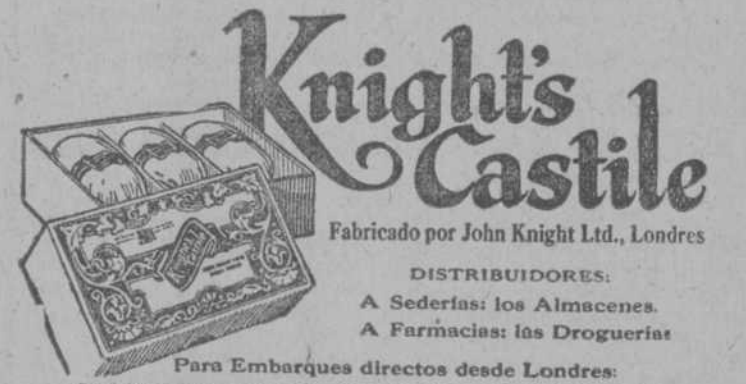 Knight's
Castile
Fabricado por John Knight Ltd., Londres
DISTRIBUIDORES:
A Sederías: los Almacenes.
A Farmacias: las Droguerías
Para Embarques directos desde Londres: